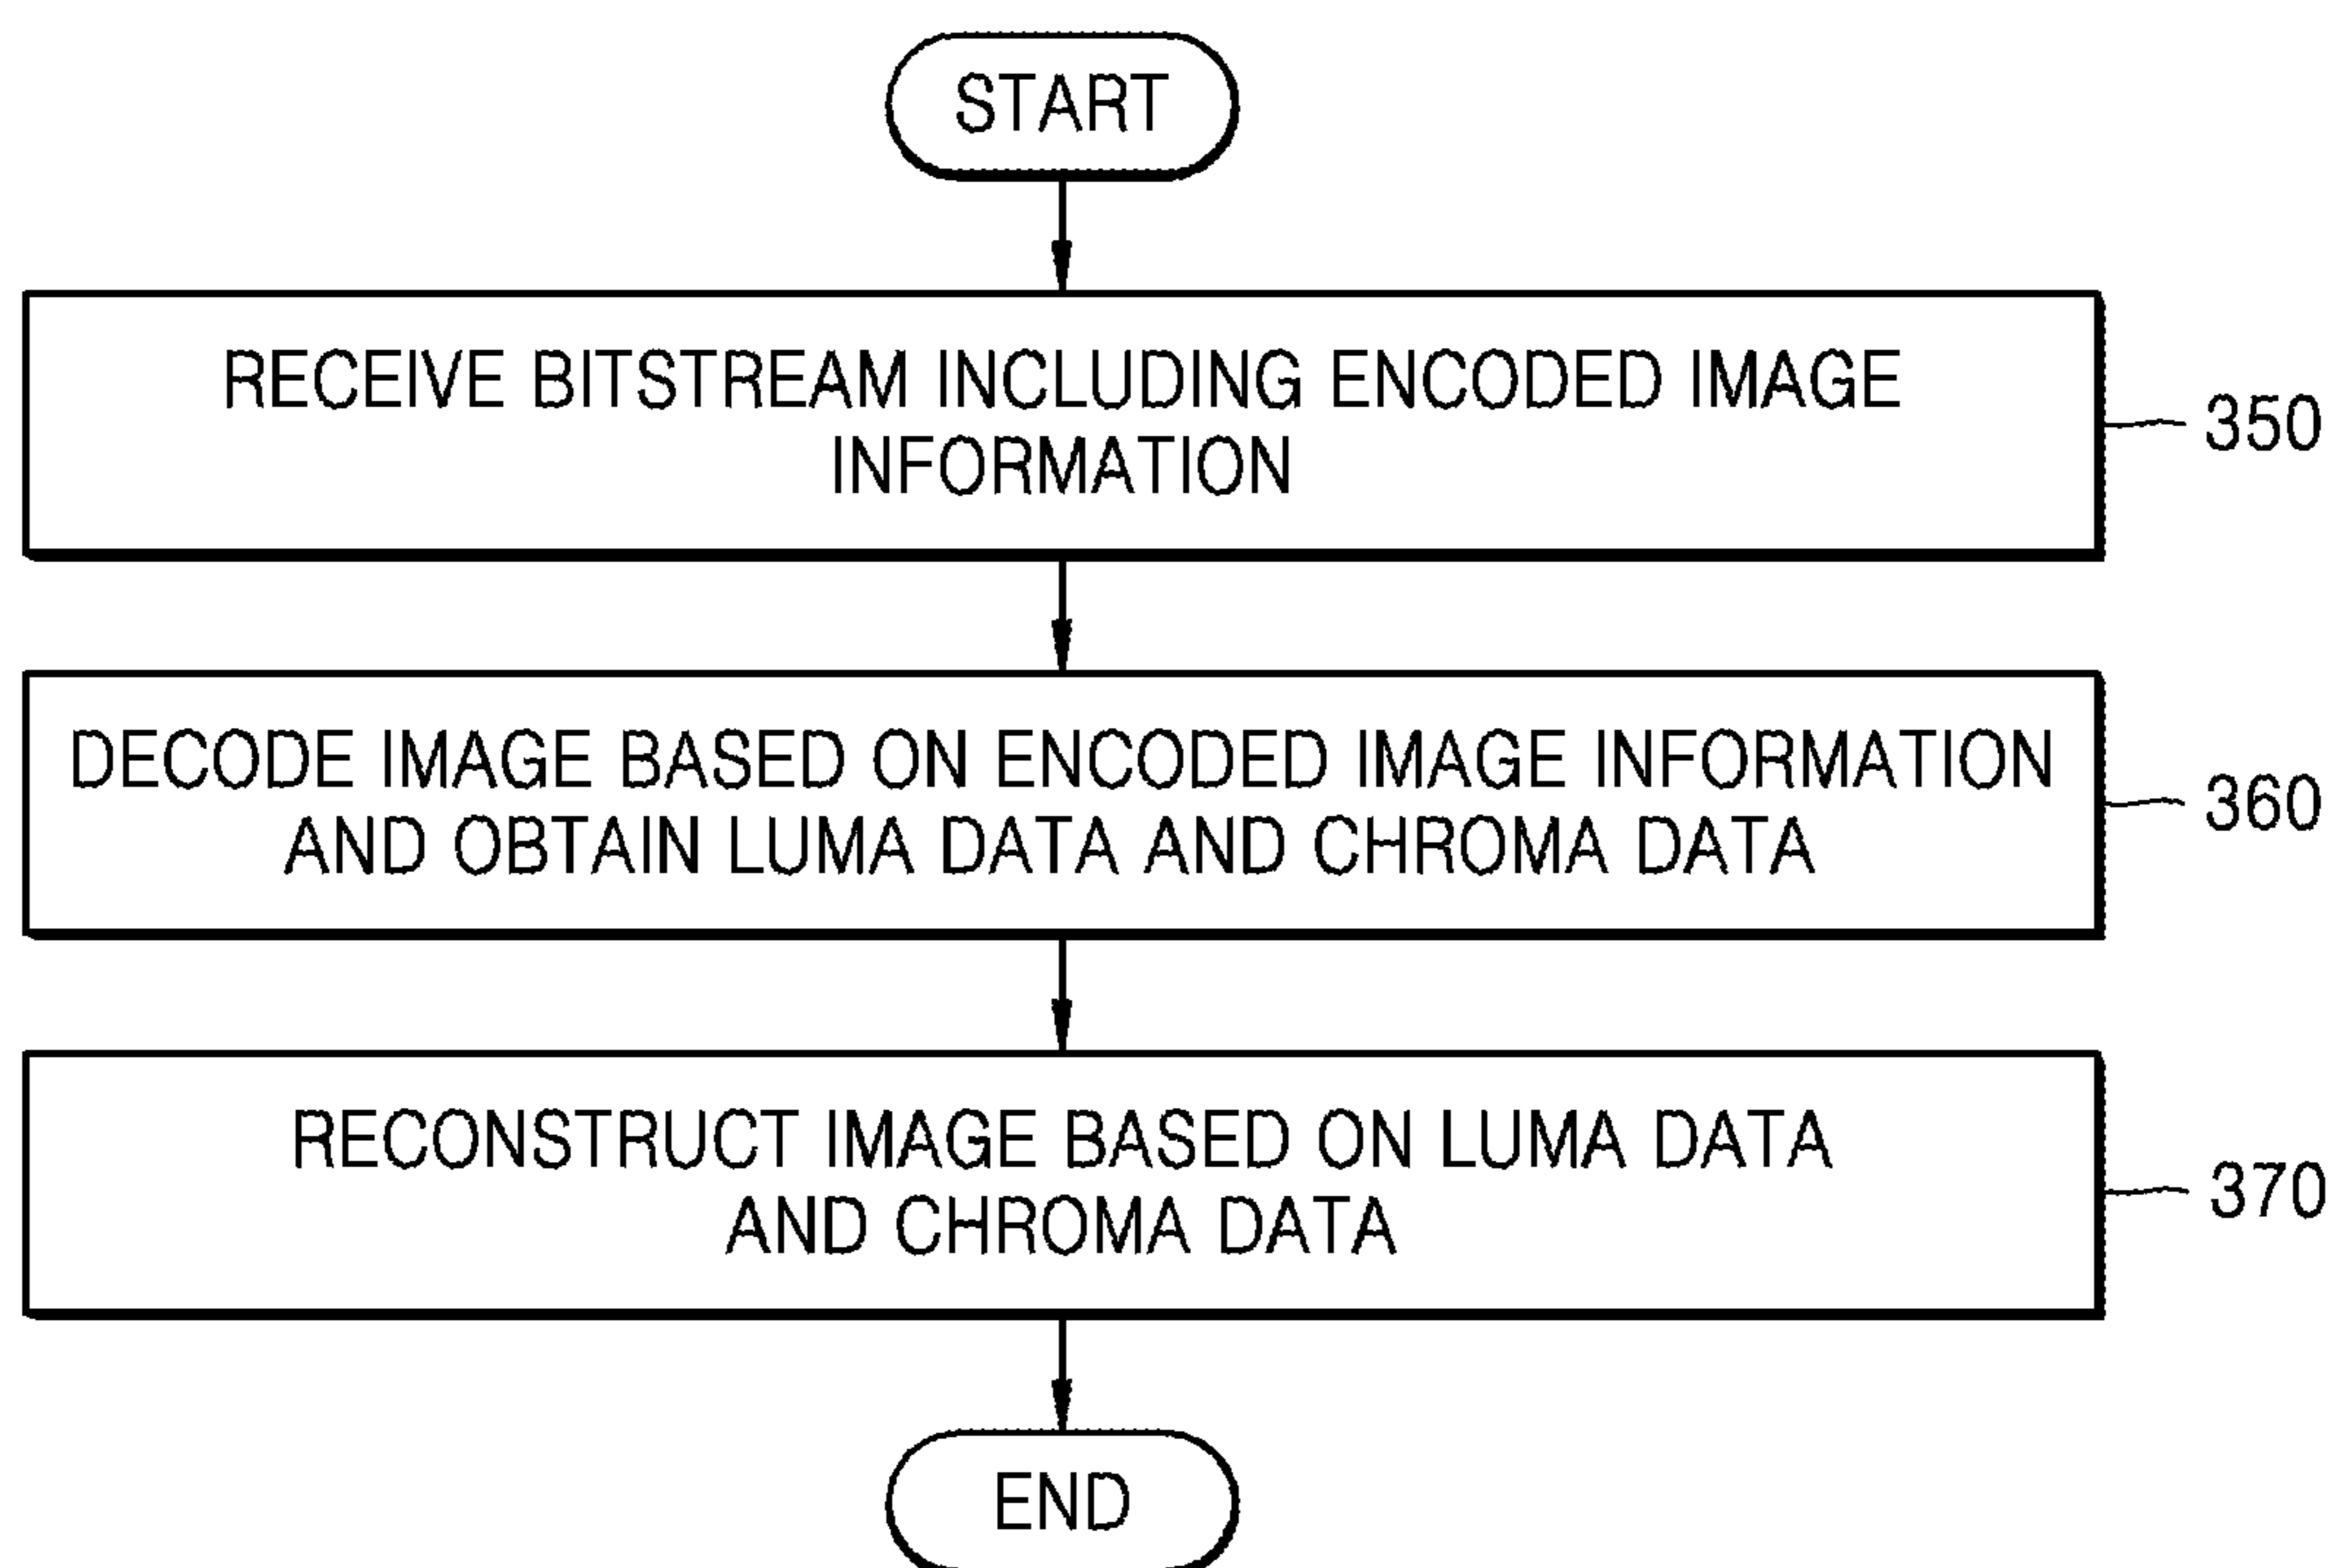 START
RECEIVE BITSTREAM INCLUDING ENCODED IMAGE
INFORMATION
350
DECODE IMAGE BASED ON ENCODED IMAGE INFORMATION
AND OBTAIN LUMA DATA AND CHROMA DATA
360
RECONSTRUCT IMAGE BASED ON LUMA DATA
AND CHROMA DATA
370
END